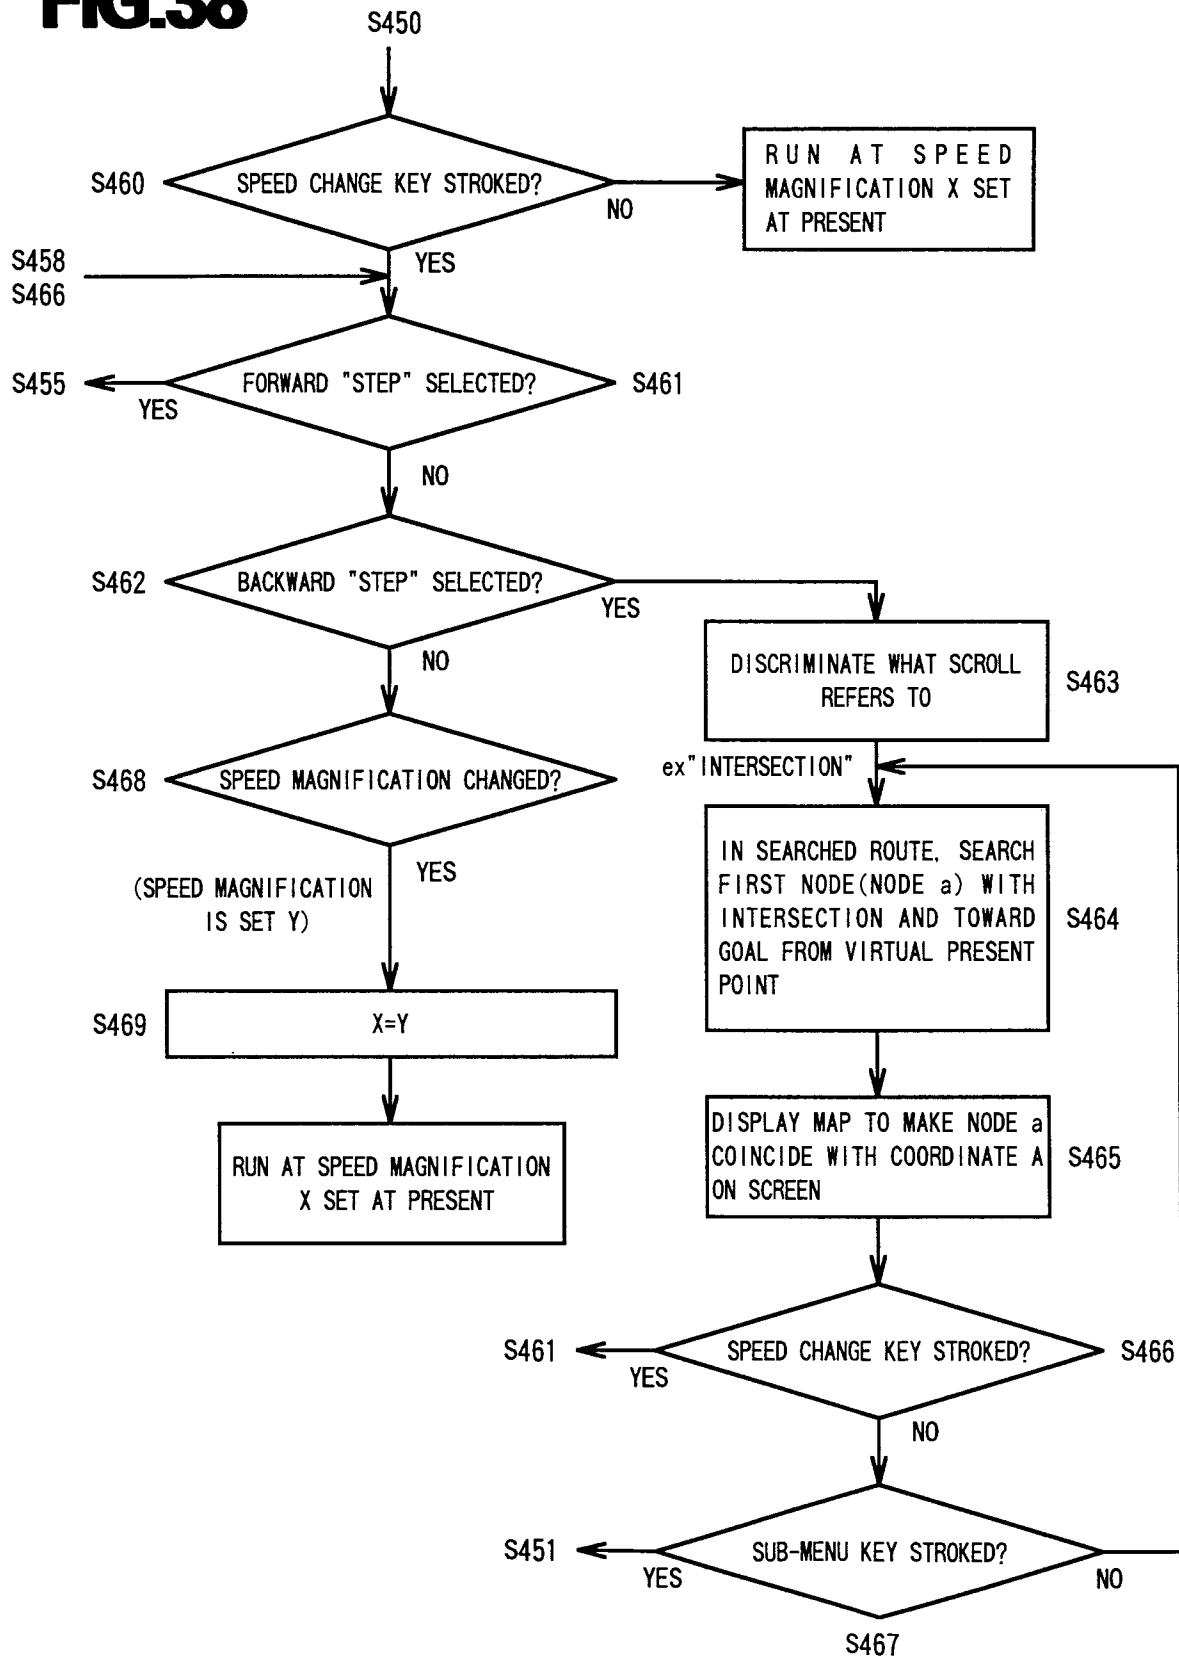 FIG.38
S450
S460
SPEED CHANGE KEY STROKED?
NO
RUN AT SPEED
MAGNIFICATION X SET
AT PRESENT
YES
S458
S466
S455
YES
FORWARD "STEP" SELECTED?
S461
NO
S462
BACKWARD "STEP" SELECTED?
YES
NO
DISCRIMINATE WHAT SCROLL
REFERS TO
S463
S468
SPEED MAGNIFICATION CHANGED?
ex"INTERSECTION"
YES
(SPEED MAGNIFICATION
IS SET Y)
IN SEARCHED ROUTE, SEARCH
FIRST NODE(NODE a) WITH
INTERSECTION AND TOWARD
GOAL FROM VIRTUAL PRESENT
POINT
S464
S469
X=Y
RUN AT SPEED MAGNIFICATION
X SET AT PRESENT
DISPLAY MAP TO MAKE NODE a
COINCIDE WITH COORDINATE A
ON SCREEN
S465
S461
YES
SPEED CHANGE KEY STROKED?
S466
NO
S451
YES
SUB-MENU KEY STROKED?
NO
S467